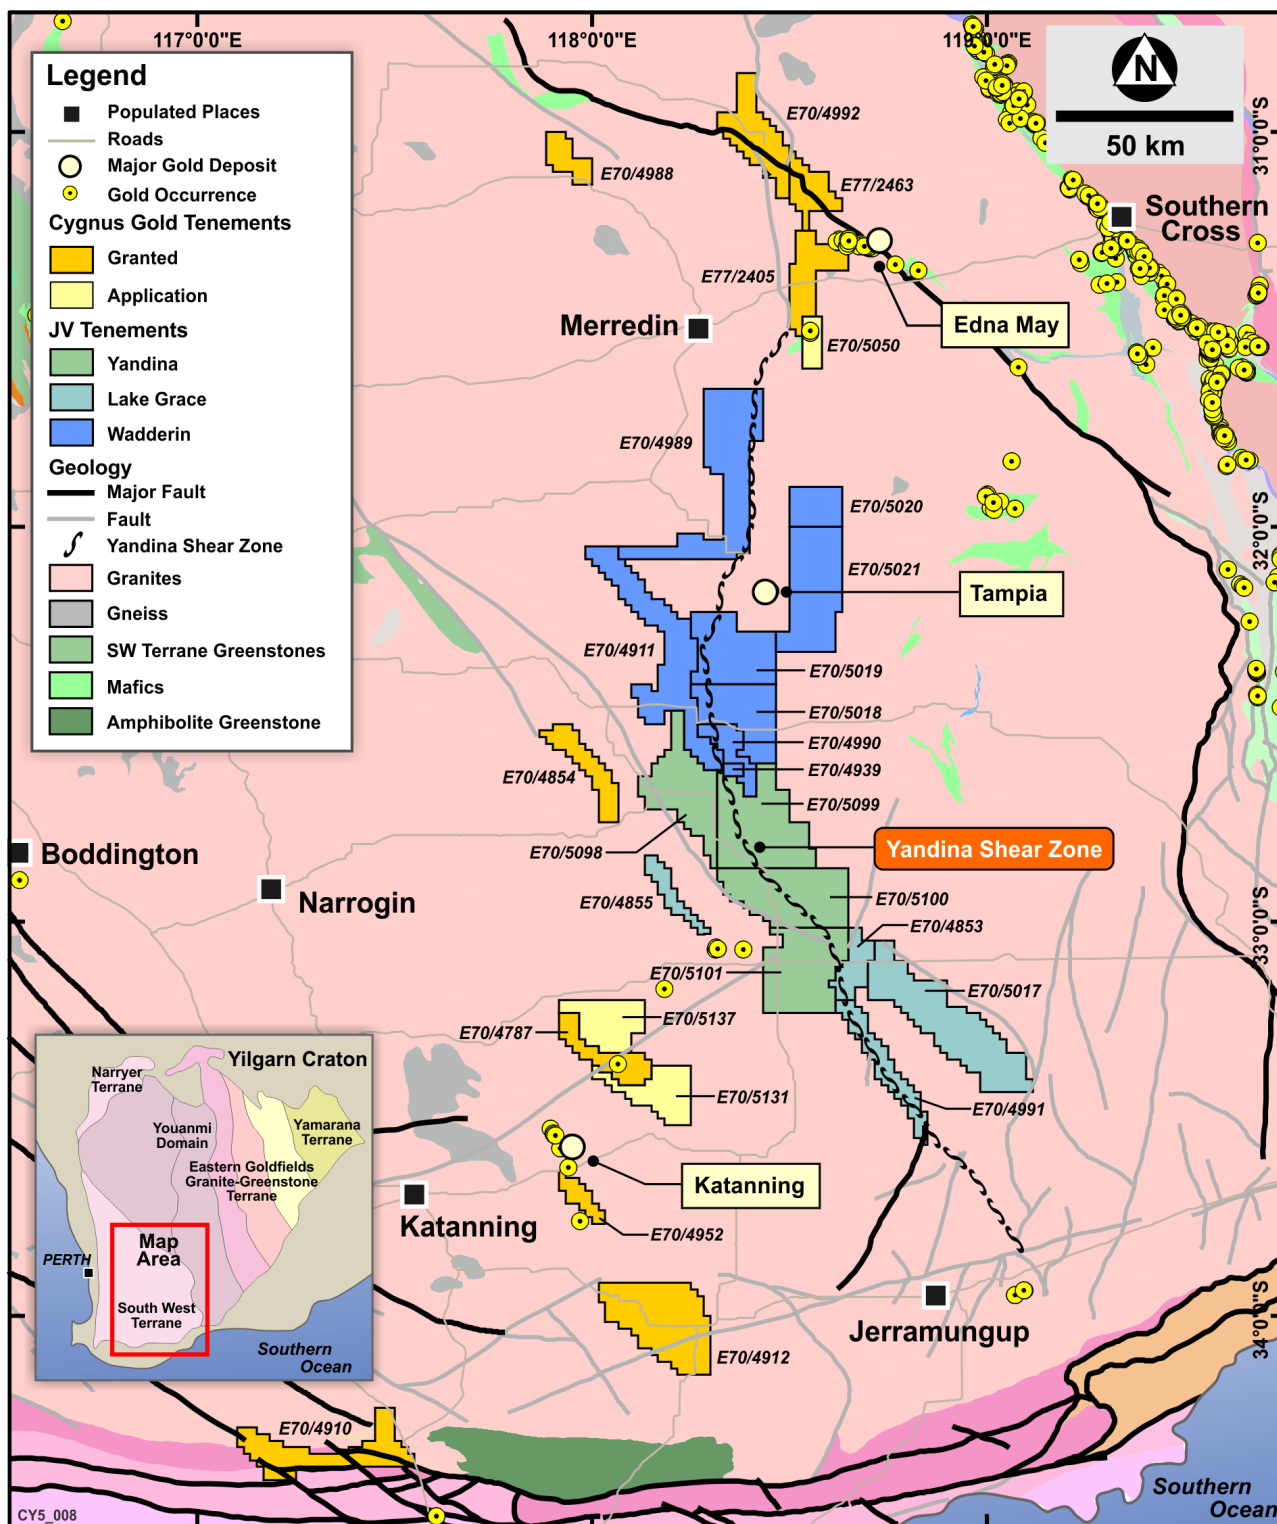 117°0'0"E
118°0'0"E
119°0'0"E
Legend
Populated Places
Roads
Major Gold Deposit
Gold Occurrence
Cygnus Gold Tenements
Granted
Application
JV Tenements
Yandina
Lake Grace
Wadderin
Geology
Major Fault
Fault
Yandina Shear Zone
Granites
Gneiss
SW Terrane Greenstones
Mafics
Amphibolite Greenstone
N
50 km
31°0'0"S
32°0'0"S
33°0'0"S
34°0'0"S
E70/4992
E70/4988
E77/2463
Southern
Cross
E77/2405
Merredin
Edna May
E70/5050
E70/4989
E70/5020
E70/5021
Tampia
E70/4911
E70/5019
E70/5018
E70/4990
E70/4939
E70/4854
E70/5099
E70/5098
Yandina Shear Zone
Boddington
Narrogin
E70/4855
E70/5100
E70/4853
E70/5101
E70/5017
E70/4787
E70/5137
E70/5131
E70/4991
Katanning
Katanning
E70/4952
Jerramungup
E70/4912
E70/4910
Yilgarn Craton
Narryer
Terrane
Youanmi
Domain
Yamarana
Terrane
Eastern Goldfields
Granite-Greenstone
Terrane
Map
Area
PERTH
South West
Terrane
Southern
Ocean
Southern
Ocean
CY5_008